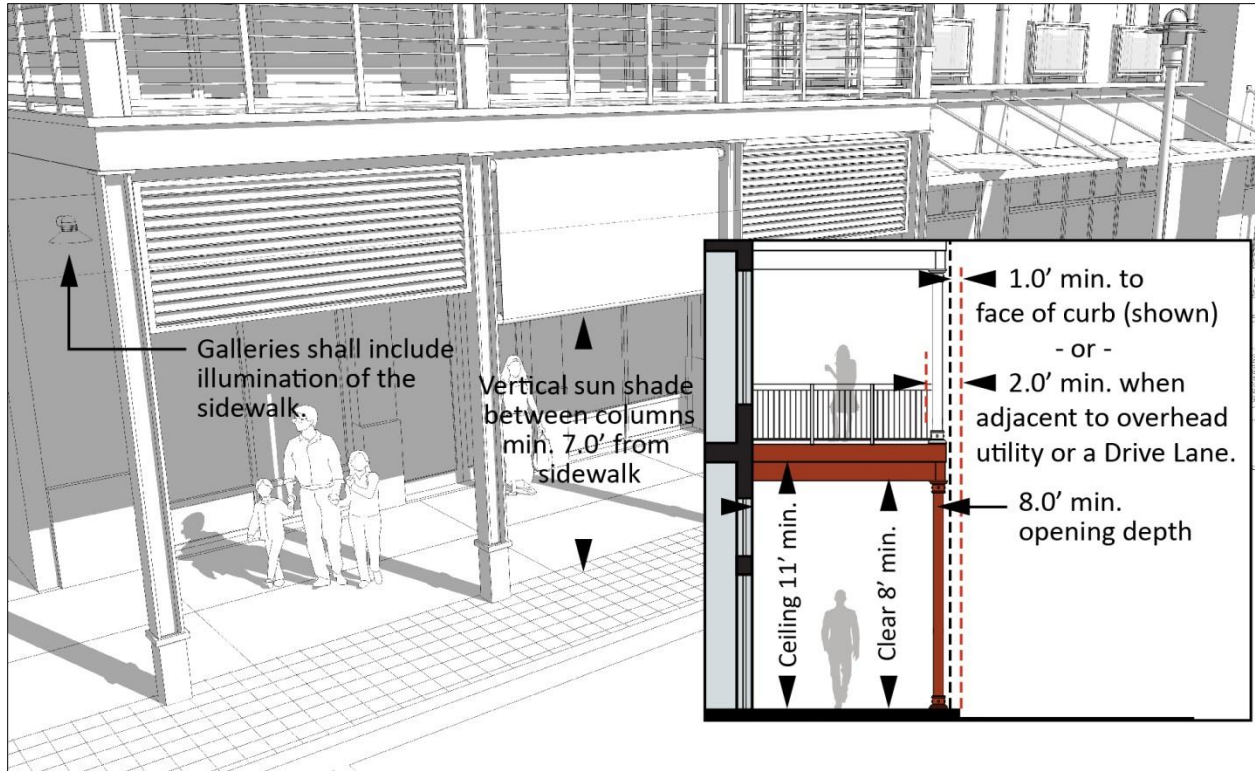 Galleries shall include
illumination of the
sidewalk.
Vertical sun shade
between columns
min. 7.0’ from
sidewalk
1.0’ min. to
face of curb (shown)
- or -
2.0’ min. when
adjacent to overhead
utility or a Drive Lane.
8.0’ min.
opening depth
Ceiling 11’ min.
Clear 8’ min.